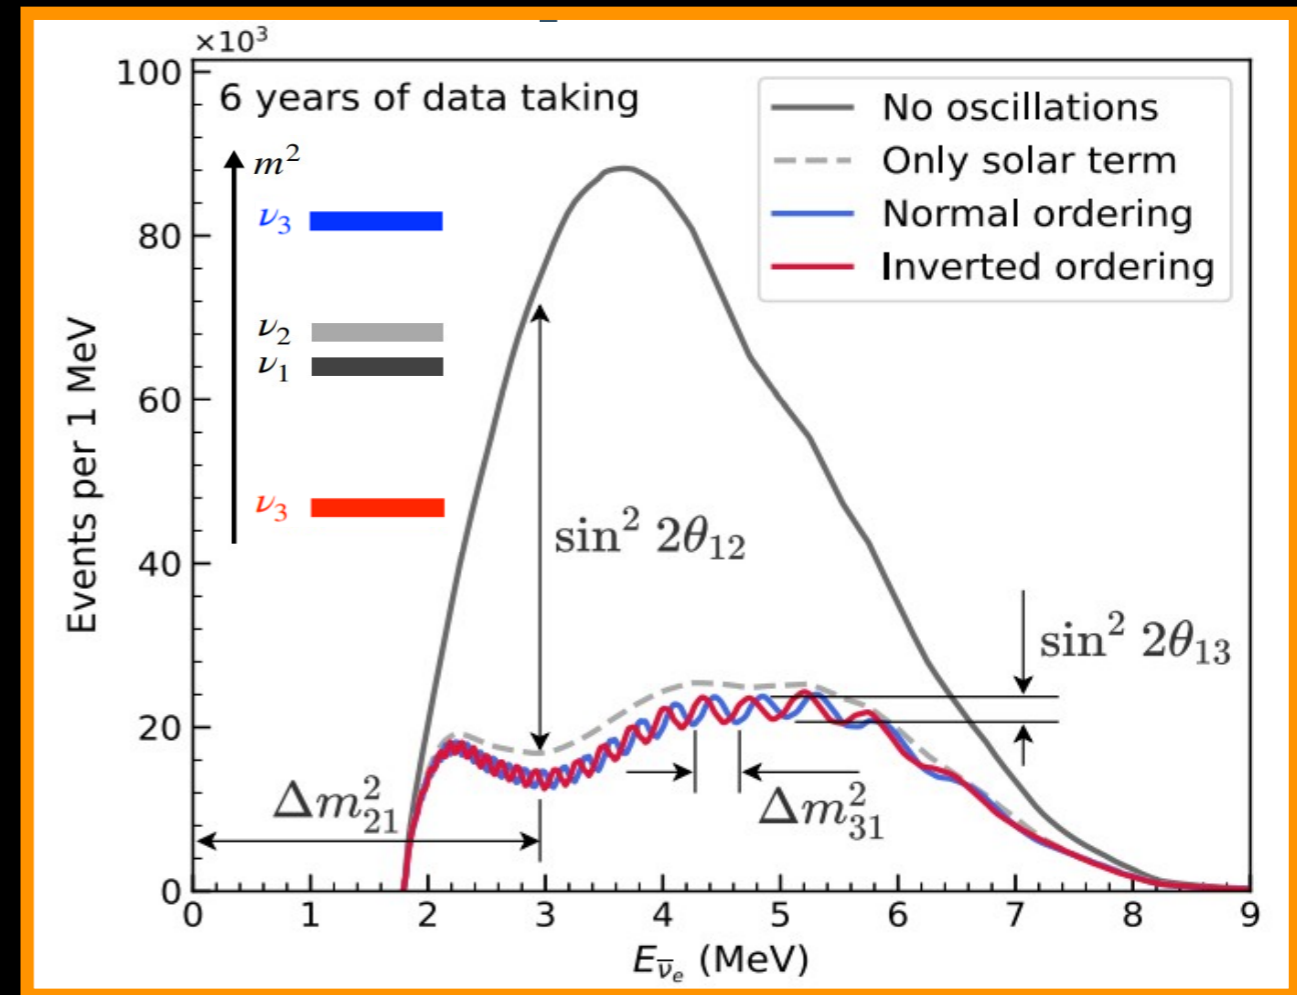 ×10³
100
80
60
40
20
0
Events per 1 MeV
6 years of data taking
m²
ν₃
ν₂
ν₁
ν₃
No oscillations
Only solar term
Normal ordering
Inverted ordering
sin² 2θ₁₂
sin² 2θ₁₃
Δm²₂₁
Δm²₃₁
0 1 2 3 4 5 6 7 8 9
E_ν̅ₑ (MeV)